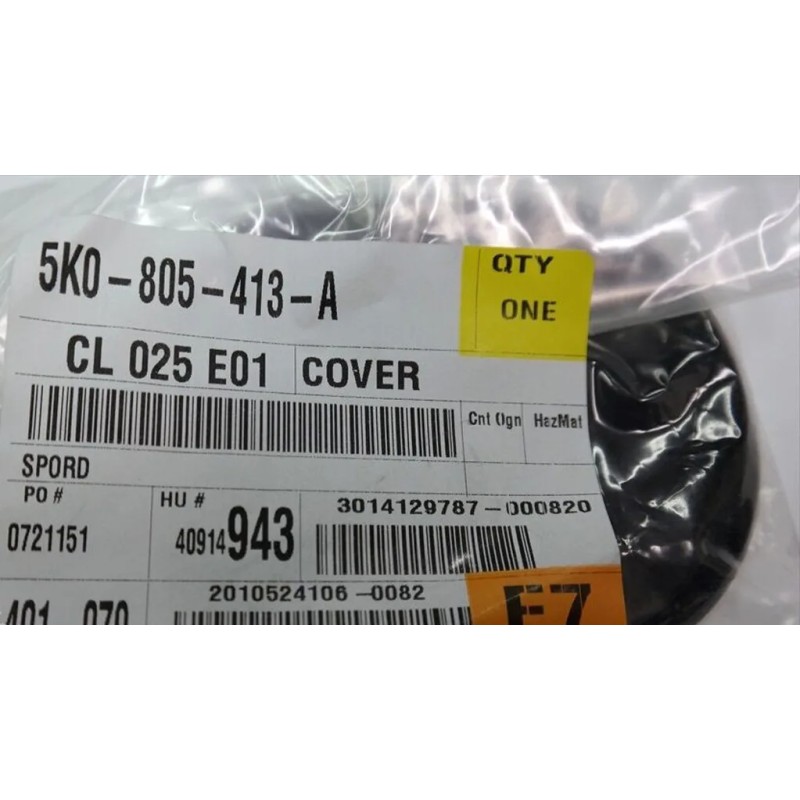 5K0-805-413-A
QTY
ONE
CL 025 E01 COVER
Cnt Ogn HazMat
SPORD
PO # HU #
0721151 40914943
3014129787-000820
2010524106-0082
E7